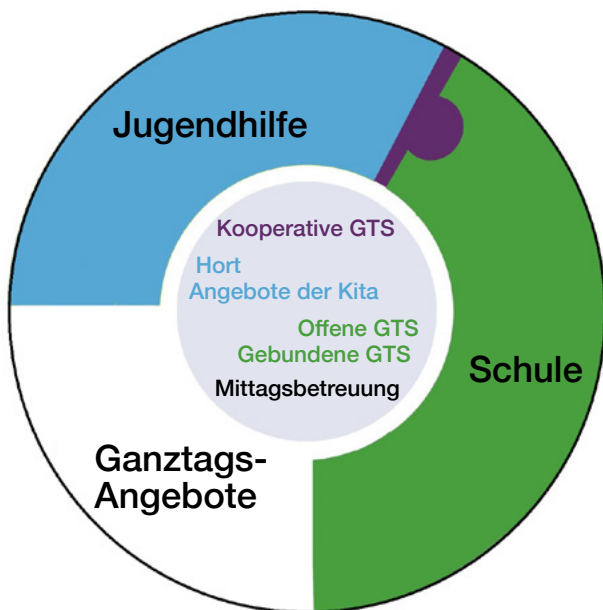 Jugendhilfe
Kooperative GTS
Hort
Angebote der Kita
Offene GTS
Gebundene GTS
Mittagsbetreuung
Schule
Ganztags-
Angebote